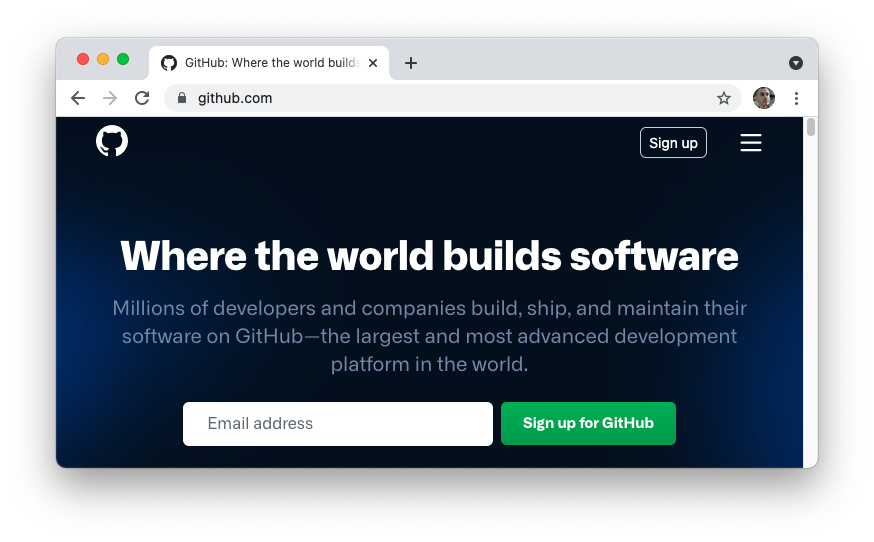 GitHub: Where the world builds
github.com
Sign up
Where the world builds software
Millions of developers and companies build, ship, and maintain their
software on GitHub—the largest and most advanced development
platform in the world.
Email address
Sign up for GitHub